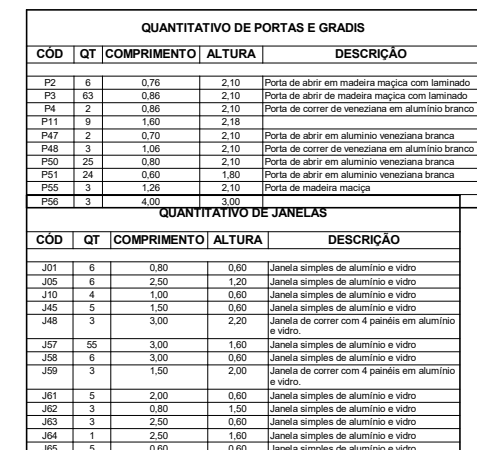 QUANTITATIVO DE PORTAS E GRADIS
CÓD QT COMPRIMENTO ALTURA DESCRIÇÃO
P2 6 0,76 2,10 Porta de abrir em madeira maçica com laminado
P3 63 0,86 2,10 Porta de abrir de madeira maçica com laminado
P4 2 0,86 2,10 Porta de correr de veneziana em alumínio branco
P11 9 1,60 2,18
P47 2 0,70 2,10 Porta de abrir em aluminio veneziana branca
P48 3 1,06 2,10 Porta de correr de veneziana em alumínio branco
P50 25 0,80 2,10 Porta de abrir em aluminio veneziana branca
P51 24 0,60 1,80 Porta de abrir em aluminio veneziana branca
P55 3 1,26 2,10 Porta de madeira maciça
P56 3 4,00 3,00
QUANTITATIVO DE JANELAS
CÓD QT COMPRIMENTO ALTURA DESCRIÇÃO
J01 6 0,80 0,60 Janela simples de alumínio e vidro
J05 6 2,50 1,20 Janela simples de alumínio e vidro
J10 4 1,00 0,60 Janela simples de alumínio e vidro
J45 5 1,50 0,60 Janela simples de alumínio e vidro
J48 3 3,00 2,20 Janela de correr com 4 painéis em alumínio
e vidro.
J57 55 3,00 1,60 Janela simples de alumínio e vidro
J58 6 3,00 0,60 Janela simples de alumínio e vidro
J59 3 1,50 2,00 Janela de correr com 4 painéis em alumínio
e vidro.
J61 5 2,00 0,60 Janela simples de alumínio e vidro
J62 3 0,80 1,50 Janela simples de alumínio e vidro
J63 3 2,50 0,60 Janela simples de alumínio e vidro
J64 1 2,50 1,60 Janela simples de alumínio e vidro
J65 5 0,60 0,60 Janela simples de alumínio e vidro